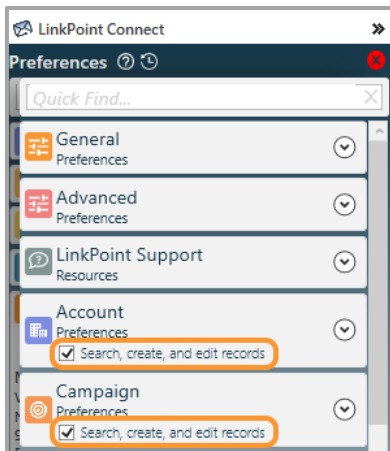 LinkPoint Connect
Preferences
Quick Find...
General
Preferences
Advanced
Preferences
LinkPoint Support
Resources
Account
Preferences
Search, create, and edit records
Campaign
Preferences
Search, create, and edit records